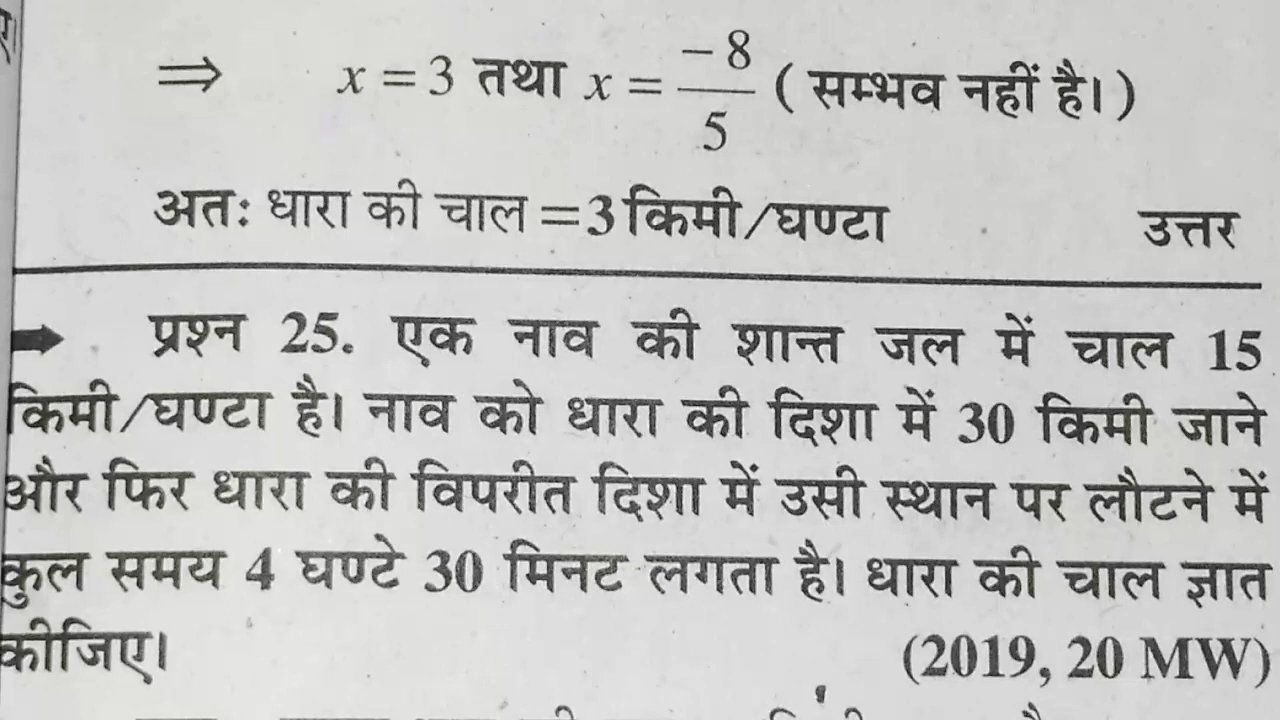 ⇒ x = 3 तथा x = -8/5 ( सम्भव नहीं है। )
अतः धारा की चाल = 3 किमी/घण्टा उत्तर
प्रश्न 25. एक नाव की शान्त जल में चाल 15
किमी/घण्टा है। नाव को धारा की दिशा में 30 किमी जाने
और फिर धारा की विपरीत दिशा में उसी स्थान पर लौटने में
कुल समय 4 घण्टे 30 मिनट लगता है। धारा की चाल ज्ञात
कीजिए। (2019, 20 MW)